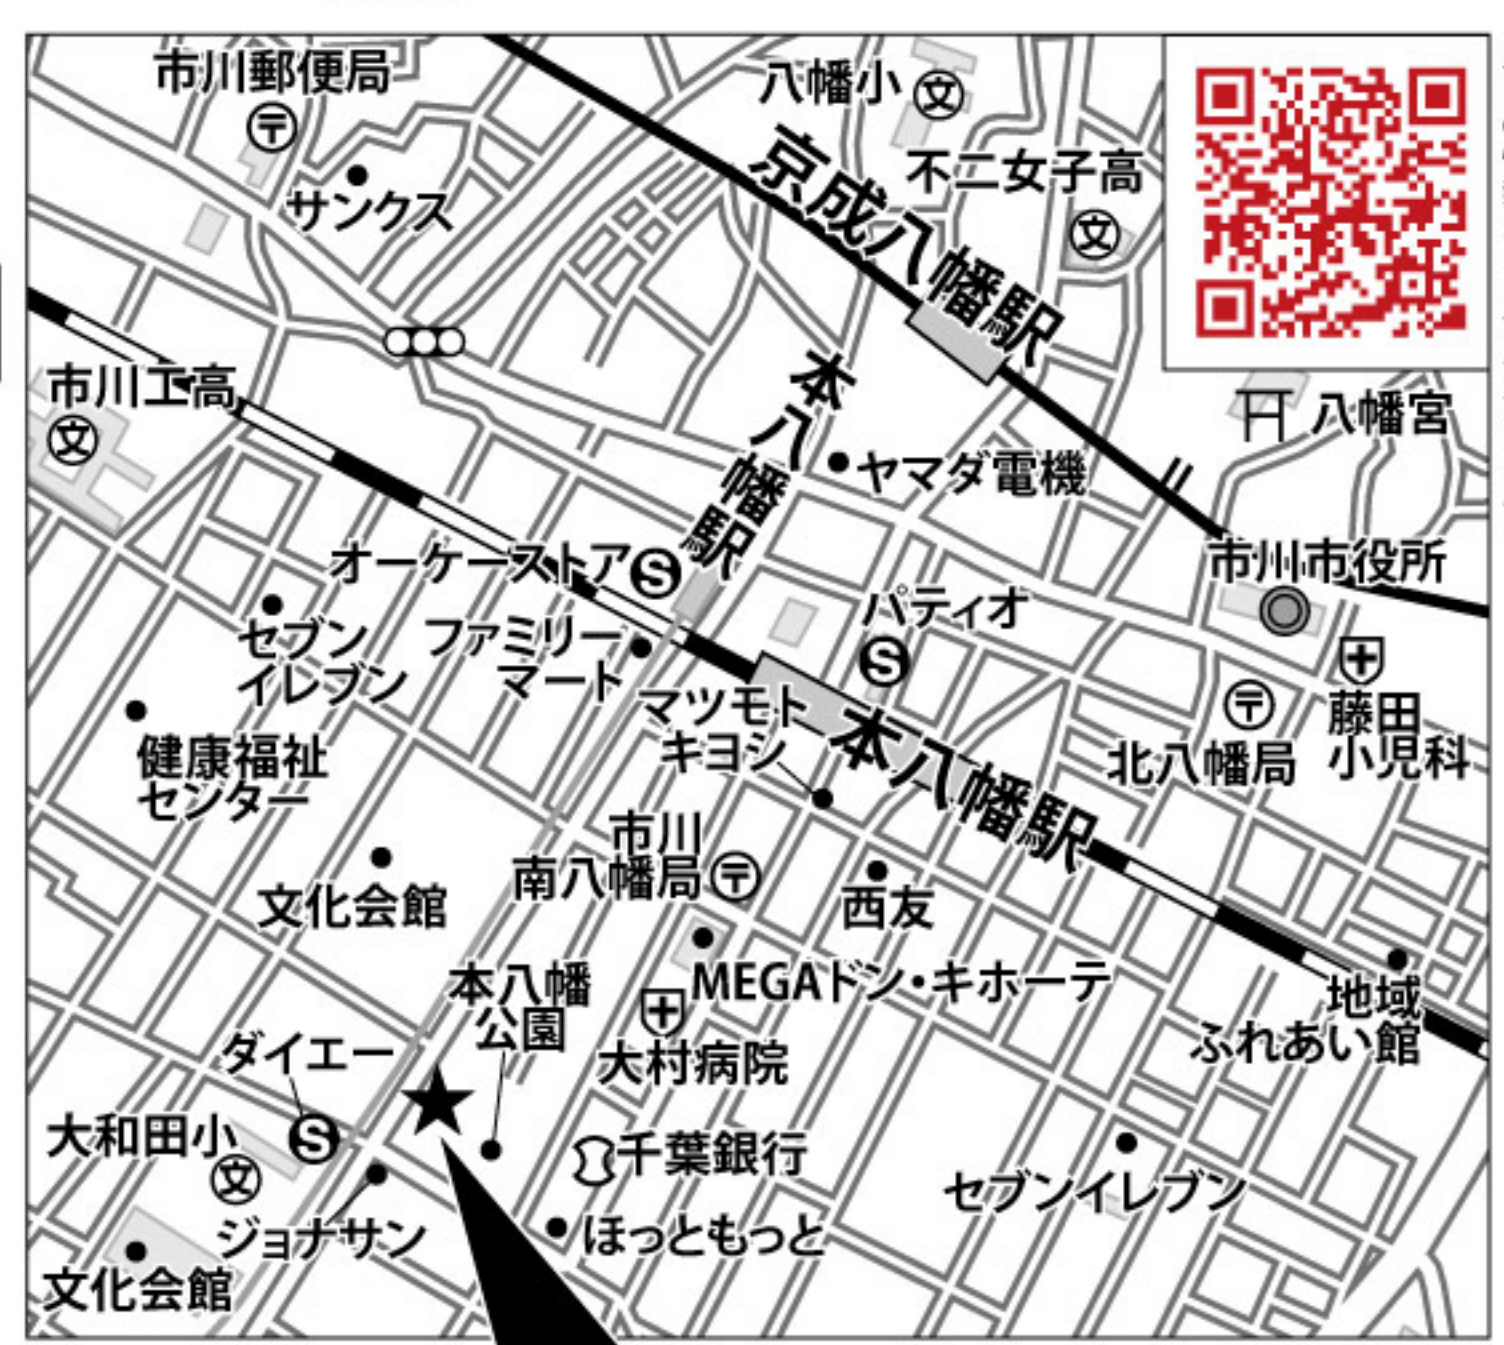 市川郵便局
八幡小
文
〒
京成八幡駅
不二女子高
サンクス
文
市川工高
文
本八幡駅
八幡宮
ヤマダ電機
オーケーストア
S
市川市役所
パティオ
S
セブン
イレブン
ファミリー
マート
マツモト
キヨシ
本八幡駅
〒
北八幡局
藤田
小児科
健康福祉
センター
市川
南八幡局
〒
文化会館
西友
本八幡
公園
MEGAドン・キホーテ
大村病院
地域
ふれあい館
ダイエー
S
大和田小
文
千葉銀行
セブンイレブン
ジョナサン
ほっともっと
文化会館